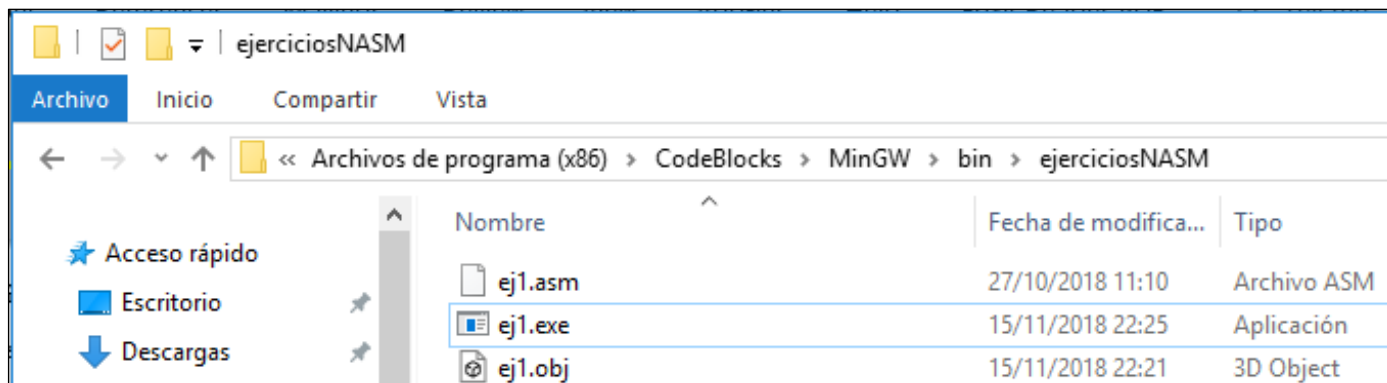 ejerciciosNASM
Archivo Inicio Compartir Vista
« Archivos de programa (x86) > CodeBlocks > MinGW > bin > ejerciciosNASM
Nombre Fecha de modifica... Tipo
Acceso rápido
Escritorio
Descargas
ej1.asm 27/10/2018 11:10 Archivo ASM
ej1.exe 15/11/2018 22:25 Aplicación
ej1.obj 15/11/2018 22:21 3D Object